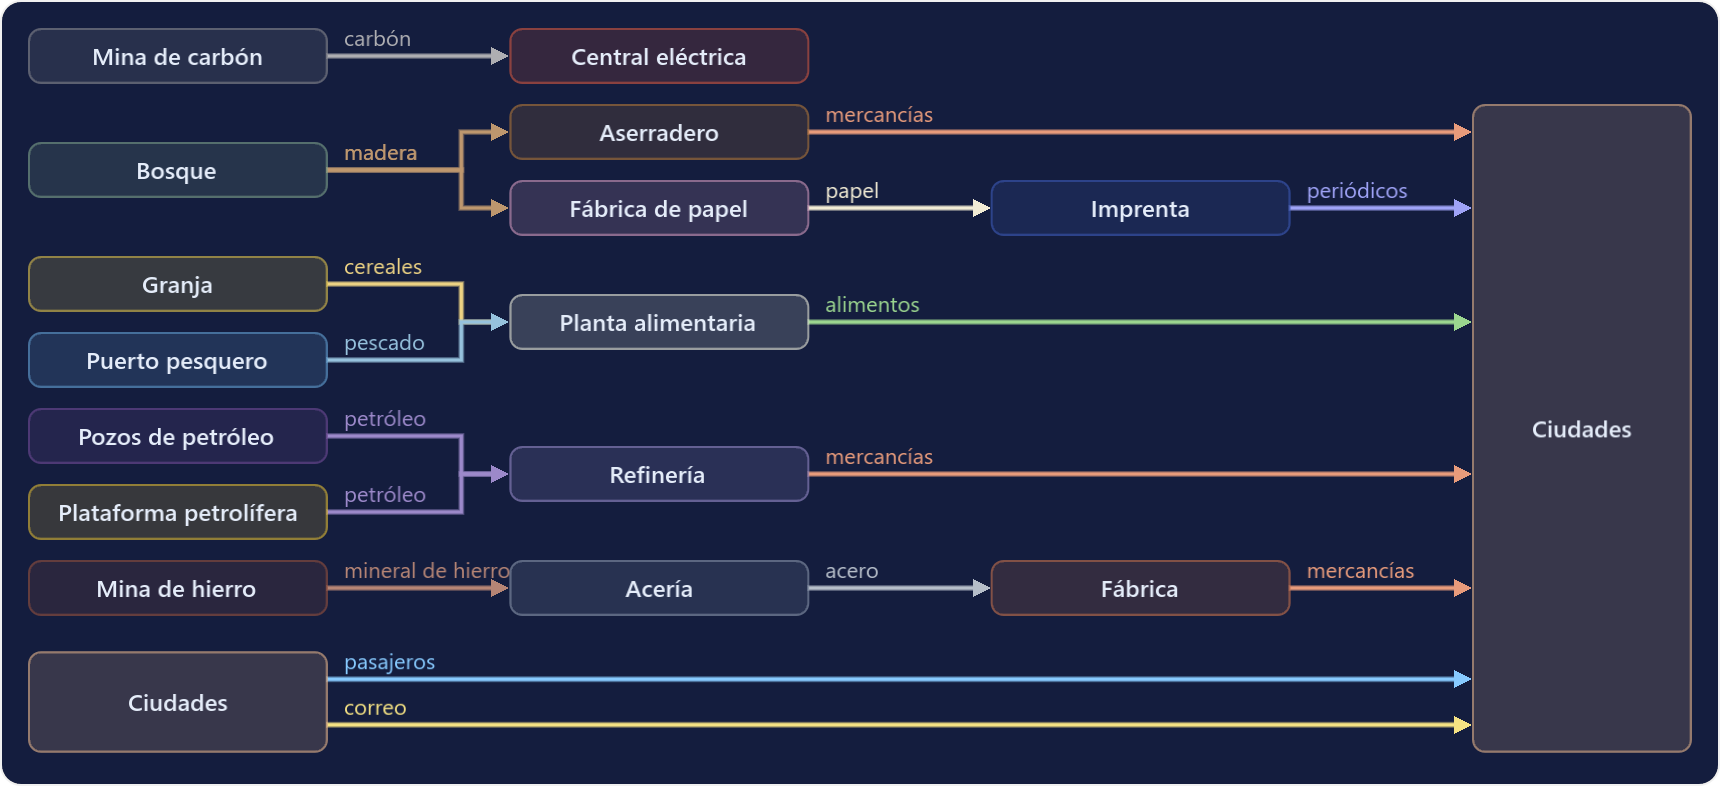 Mina de carbón
carbón
Central eléctrica
Bosque
madera
Aserradero
mercancías
Fábrica de papel
papel
Imprenta
periódicos
Granja
cereales
Puerto pesquero
pescado
Planta alimentaria
alimentos
Pozos de petróleo
petróleo
Plataforma petrolífera
petróleo
Refinería
mercancías
Mina de hierro
mineral de hierro
Acería
acero
Fábrica
mercancías
Ciudades
pasajeros
correo
Ciudades